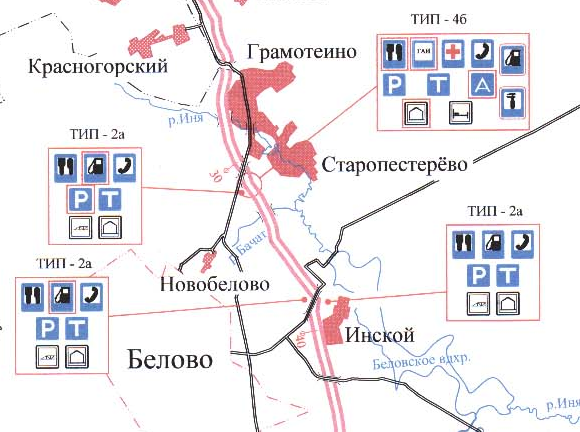 ТИП - 4б
Грамотеино
Красногорский
ГАИ
Р
Т
А
р.Иня
ТИП - 2а
Р
Т
Старопестерёво
30
р. Бачат
ТИП - 2а
Р
Т
ТИП - 2а
Р
Т
Новобелово
Инской
40
Белово
Беловское вдхр.
р.Иня